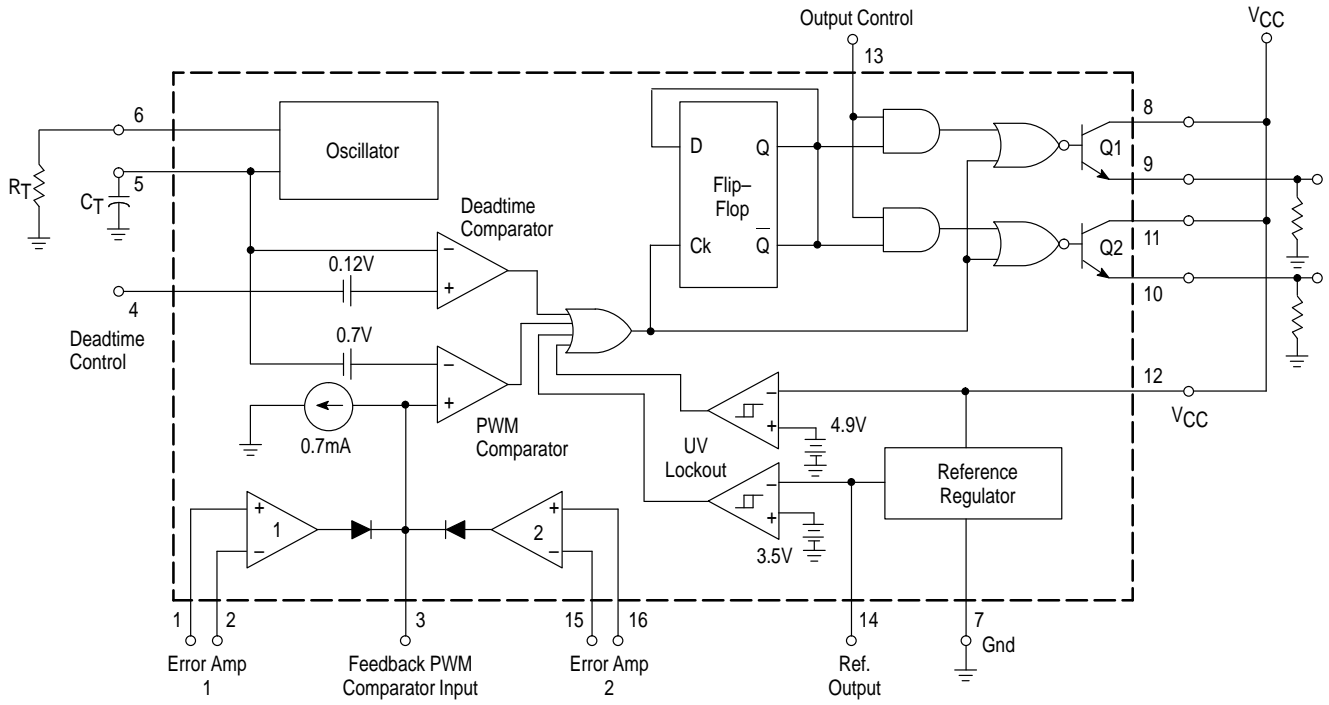 Output Control
VCC
13
6
8
Oscillator
D
Q
Q1
5
9
RT
CT
Flip–
Flop
Deadtime
Comparator
11
Ck
Q
Q2
0.12V
4
10
Deadtime
Control
0.7V
12
VCC
0.7mA
PWM
Comparator
4.9V
UV
Lockout
Reference
Regulator
1
2
3.5V
1
2
3
15
16
14
7
Gnd
Error Amp
1
Feedback PWM
Comparator Input
Error Amp
2
Ref.
Output